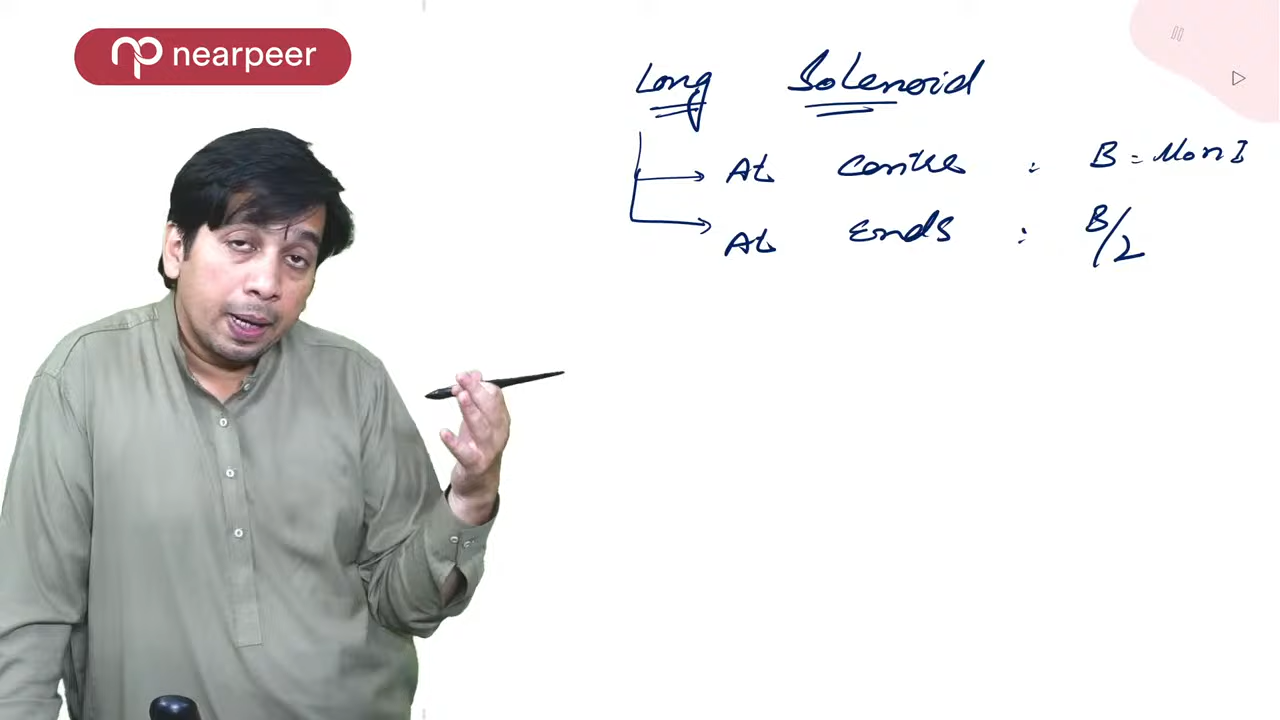 nearpeer
Long Solenoid
At centre : B = μ₀nI
At Ends : B/2